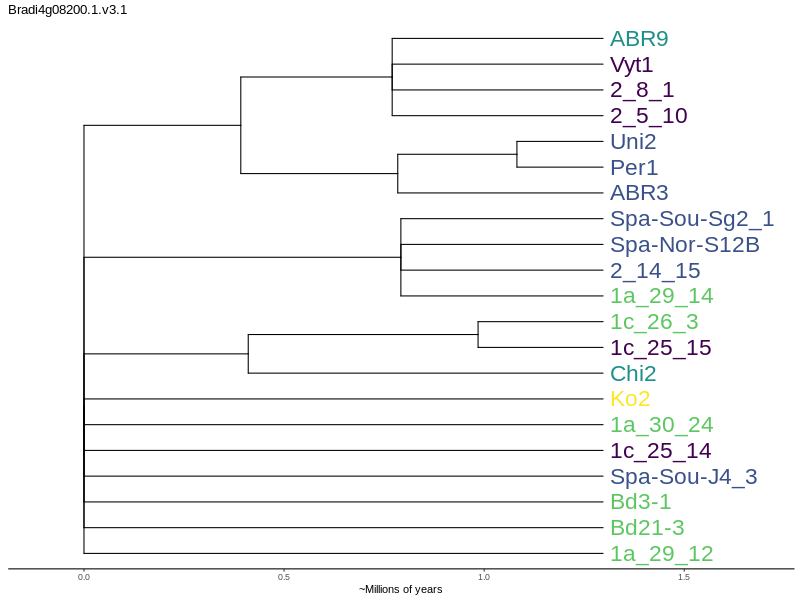 Bradi4g08200.1.v3.1
ABR9
Vyt1
2_8_1
2_5_10
Uni2
Per1
ABR3
Spa-Sou-Sg2_1
Spa-Nor-S12B
2_14_15
1a_29_14
1c_26_3
1c_25_15
Chi2
Ko2
1a_30_24
1c_25_14
Spa-Sou-J4_3
Bd3-1
Bd21-3
1a_29_12
0.0 0.5 1.0 1.5
~Millions of years